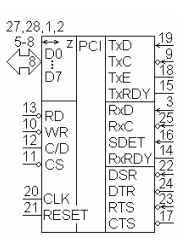 27,28,1,2
5-8 z PCI TxD 19
8 D0 TxC 9
D7 TxE 18
TxRDY 15
13 RD RxD 3
10 WR RxC 25
12 C/D SDET 16
11 CS RxRDY 14
DSR 22
20 CLK DTR 24
21 RESET RTS 23
CTS 17